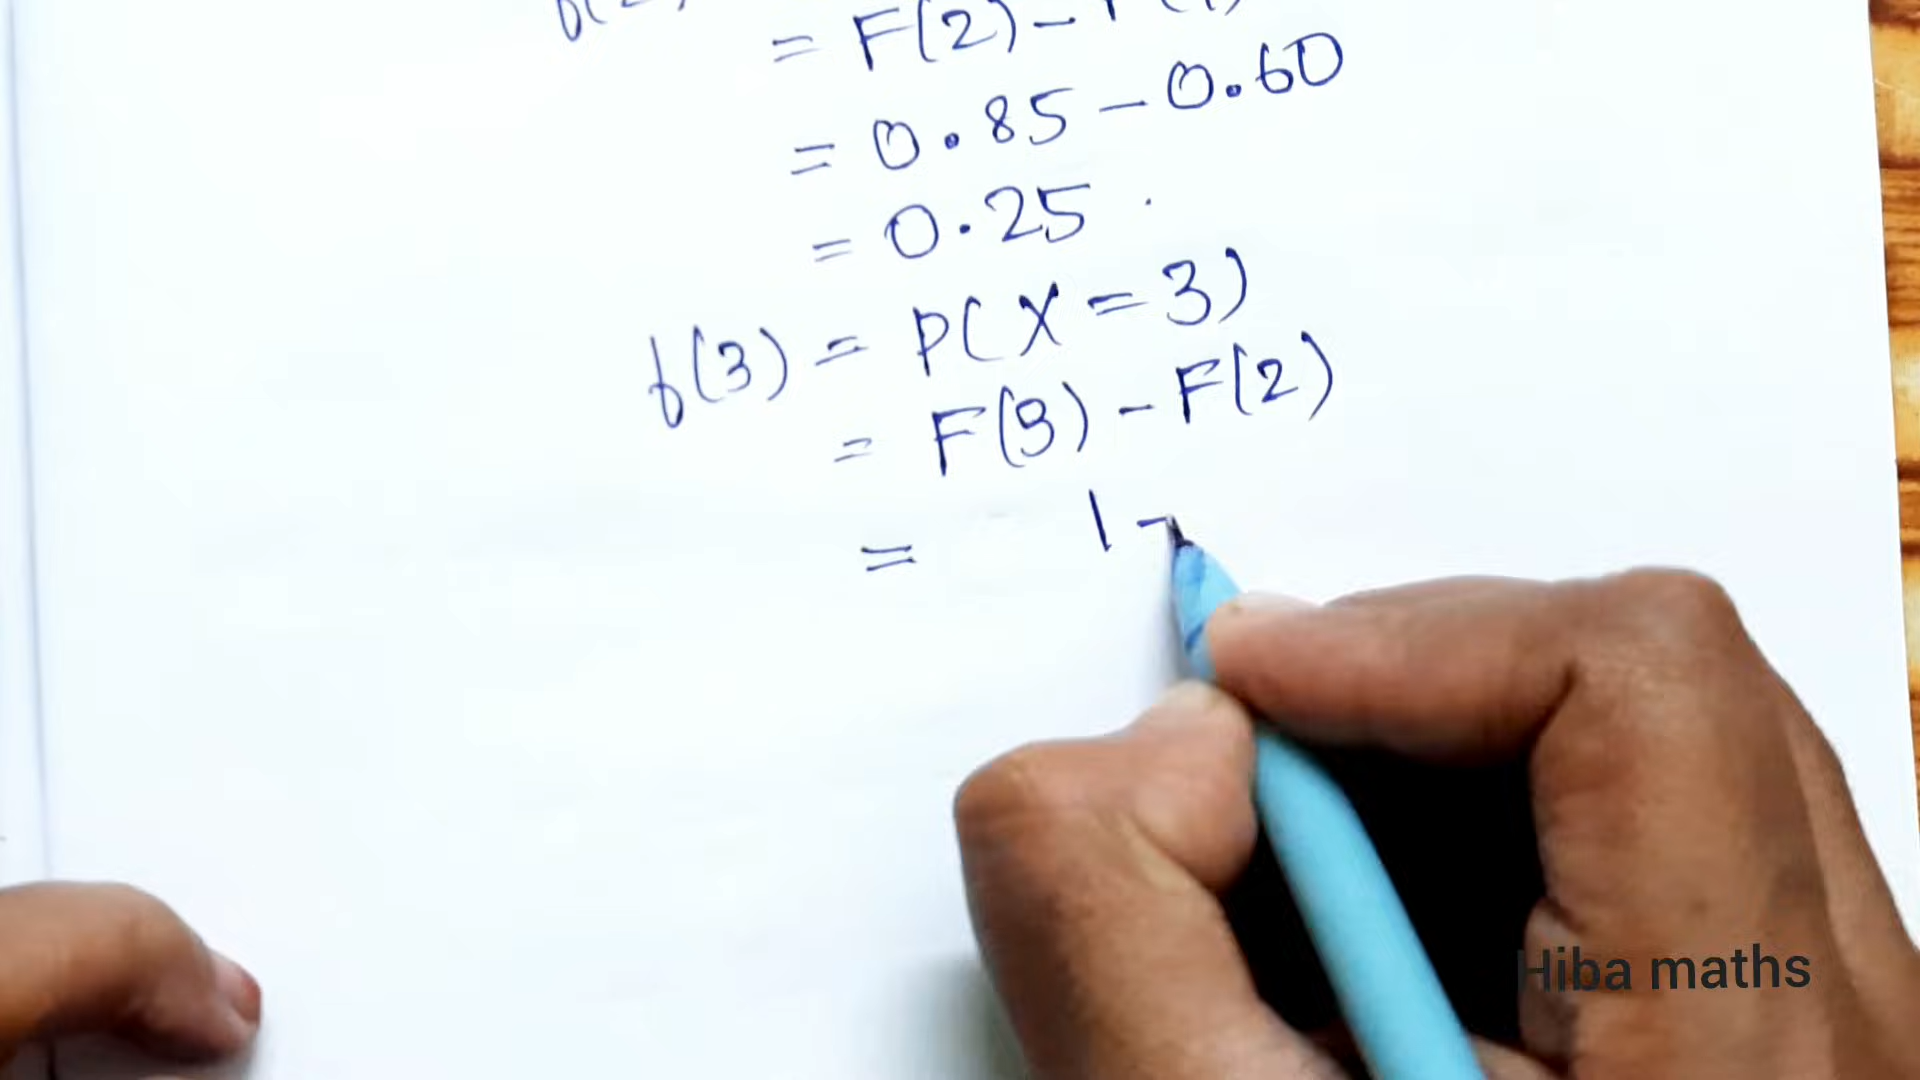 = F(2) -
= 0.85 - 0.60
= 0.25
f(3) = P(X = 3)
= F(3) - F(2)
= 1 -
Hiba maths